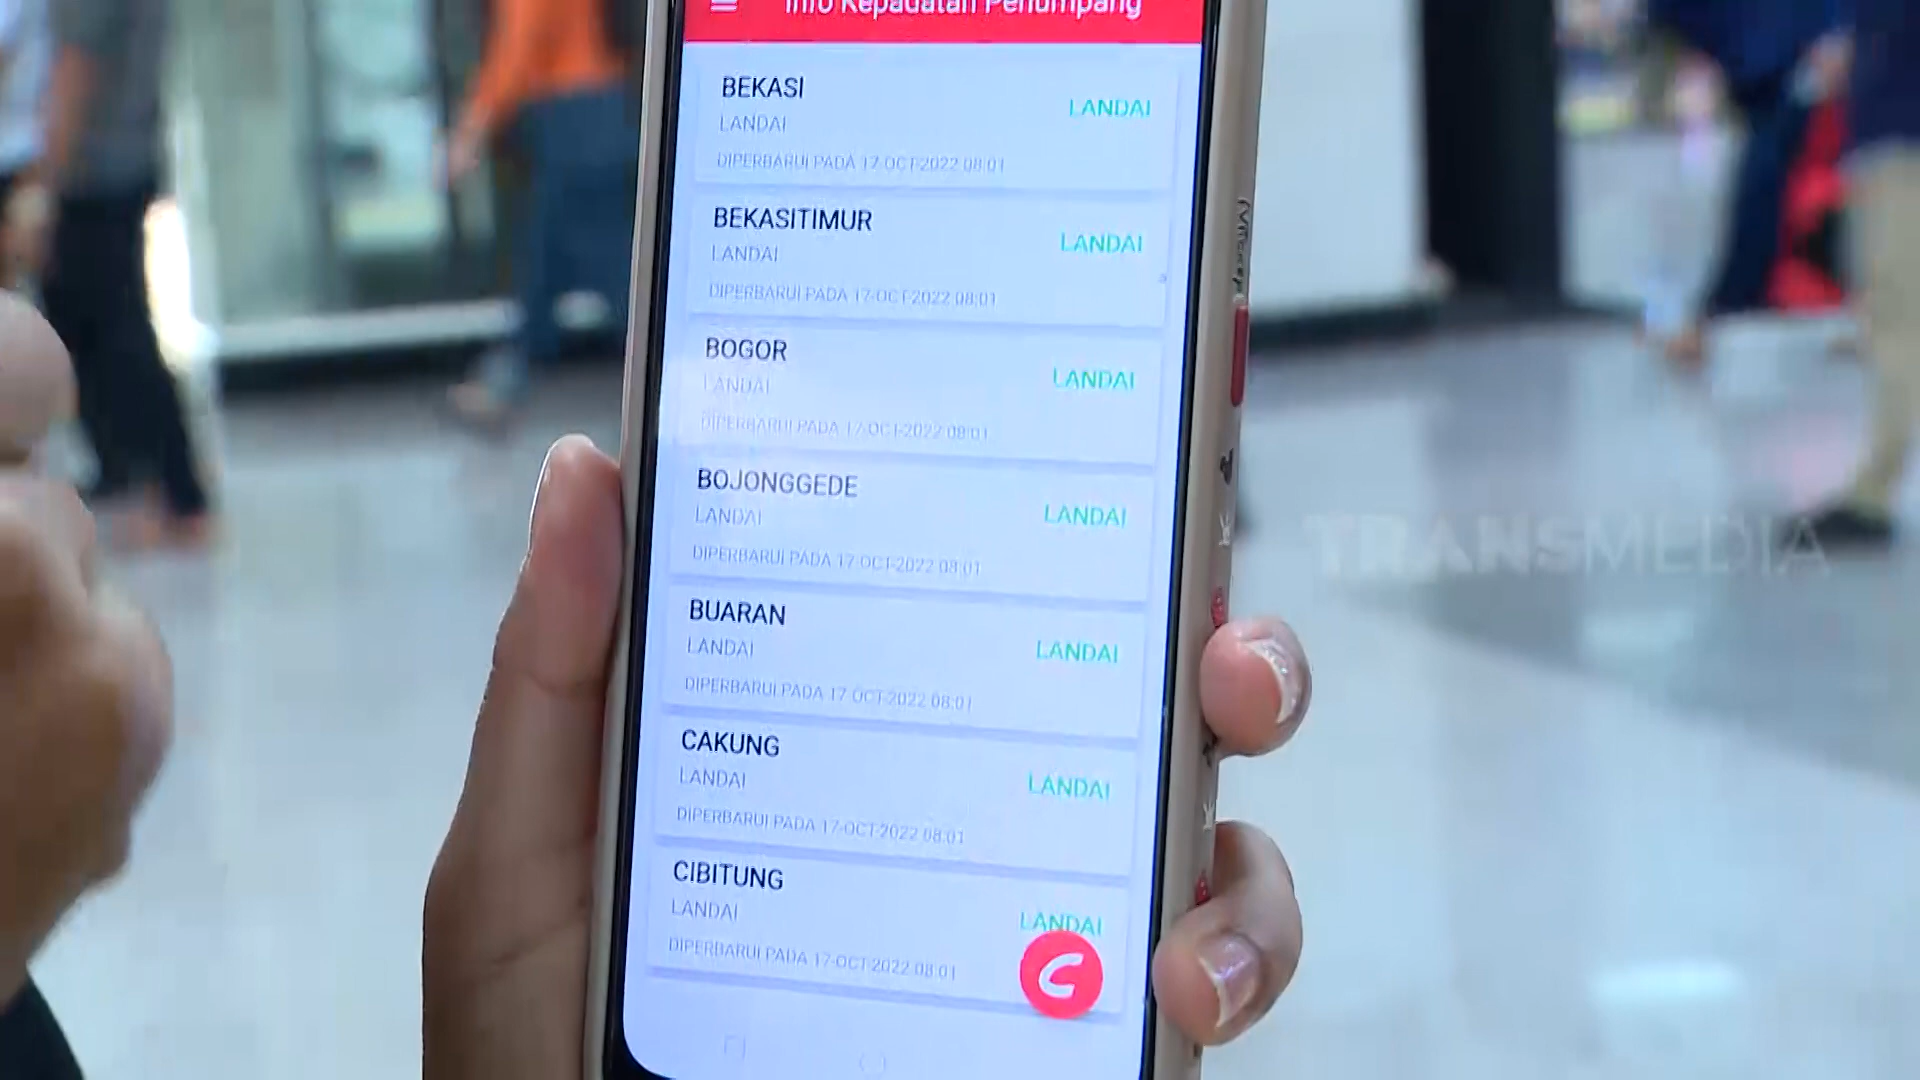 Info Kepadatan Penumpang
BEKASI
LANDAI
LANDAI
DIPERBARUI PADA 17-OCT-2022 08:01
BEKASITIMUR
LANDAI
LANDAI
DIPERBARUI PADA 17-OCT-2022 08:01
BOGOR
LANDAI
LANDAI
DIPERBARUI PADA 17-OCT-2022 08:01
BOJONGGEDE
LANDAI
LANDAI
DIPERBARUI PADA 17-OCT-2022 08:01
BUARAN
LANDAI
LANDAI
DIPERBARUI PADA 17-OCT-2022 08:01
CAKUNG
LANDAI
LANDAI
DIPERBARUI PADA 17-OCT-2022 08:01
CIBITUNG
LANDAI
LANDAI
DIPERBARUI PADA 17-OCT-2022 08:01
TRANSMEDIA